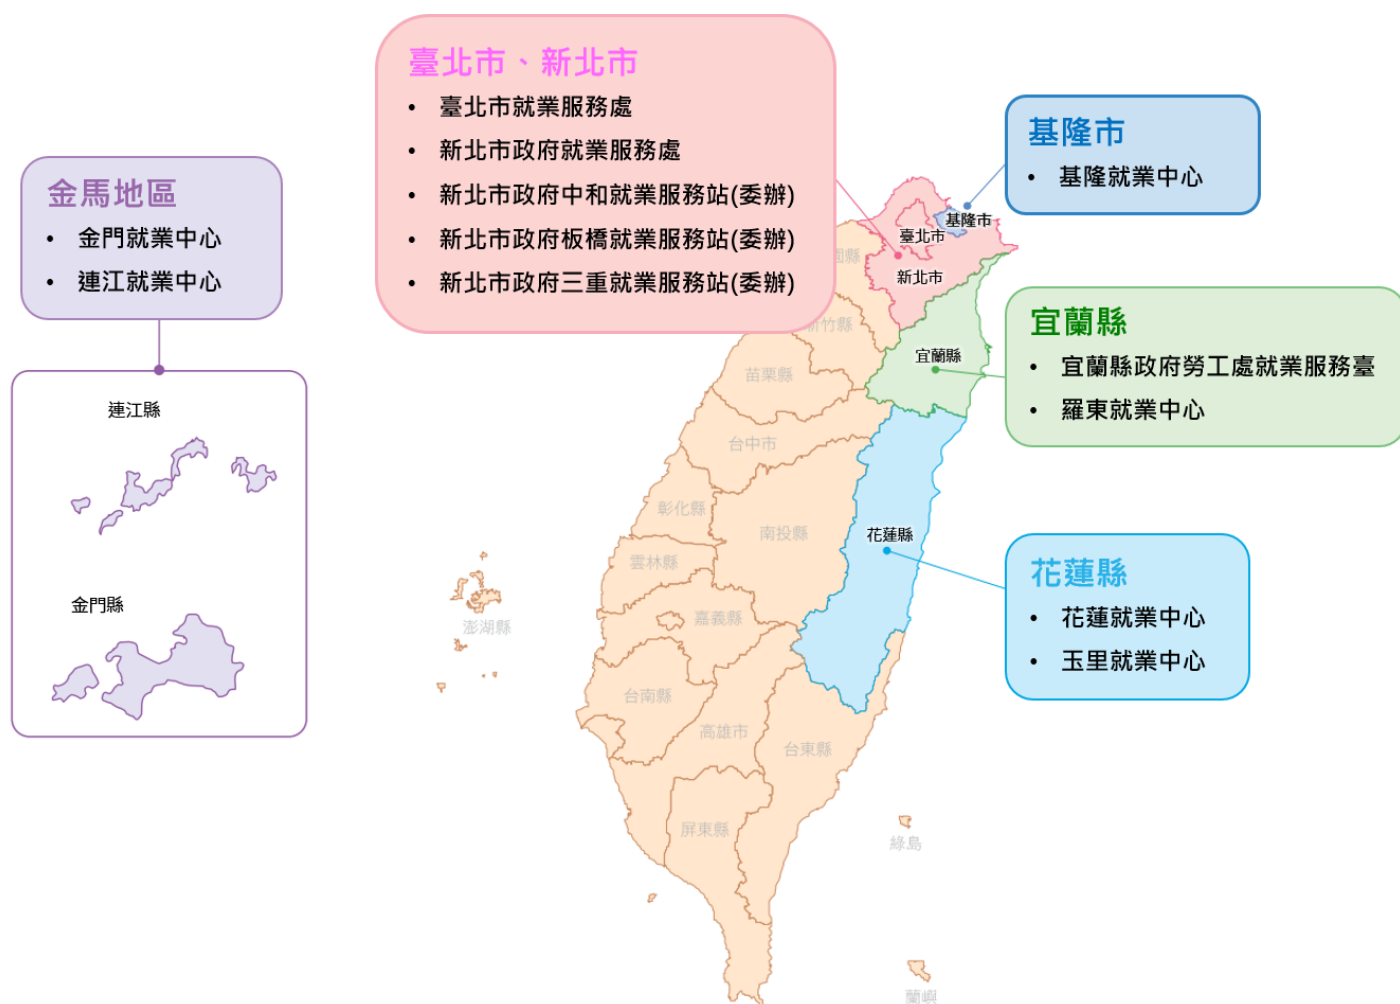 臺北市、新北市
• 臺北市就業服務處
• 新北市政府就業服務處
• 新北市政府中和就業服務站(委辦)
• 新北市政府板橋就業服務站(委辦)
• 新北市政府三重就業服務站(委辦)
基隆市
• 基隆就業中心
金馬地區
• 金門就業中心
• 連江就業中心
連江縣
金門縣
宜蘭縣
• 宜蘭縣政府勞工處就業服務臺
• 羅東就業中心
花蓮縣
• 花蓮就業中心
• 玉里就業中心
基隆市
臺北市
新北市
園縣
新竹縣
宜蘭縣
苗栗縣
台中市
彰化縣
南投縣
花蓮縣
雲林縣
嘉義縣
澎湖縣
台南縣
高雄市
台東縣
屏東縣
綠島
蘭嶼